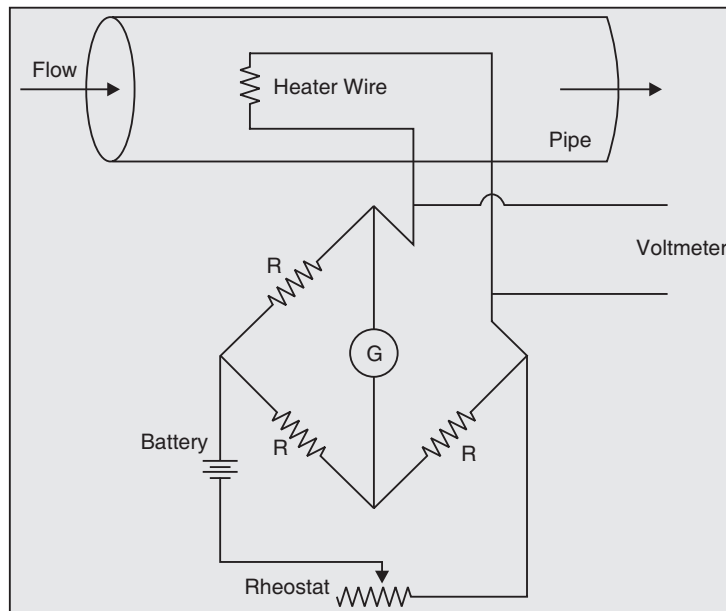 Flow
Heater Wire
Pipe
Voltmeter
R
G
Battery
R
R
Rheostat